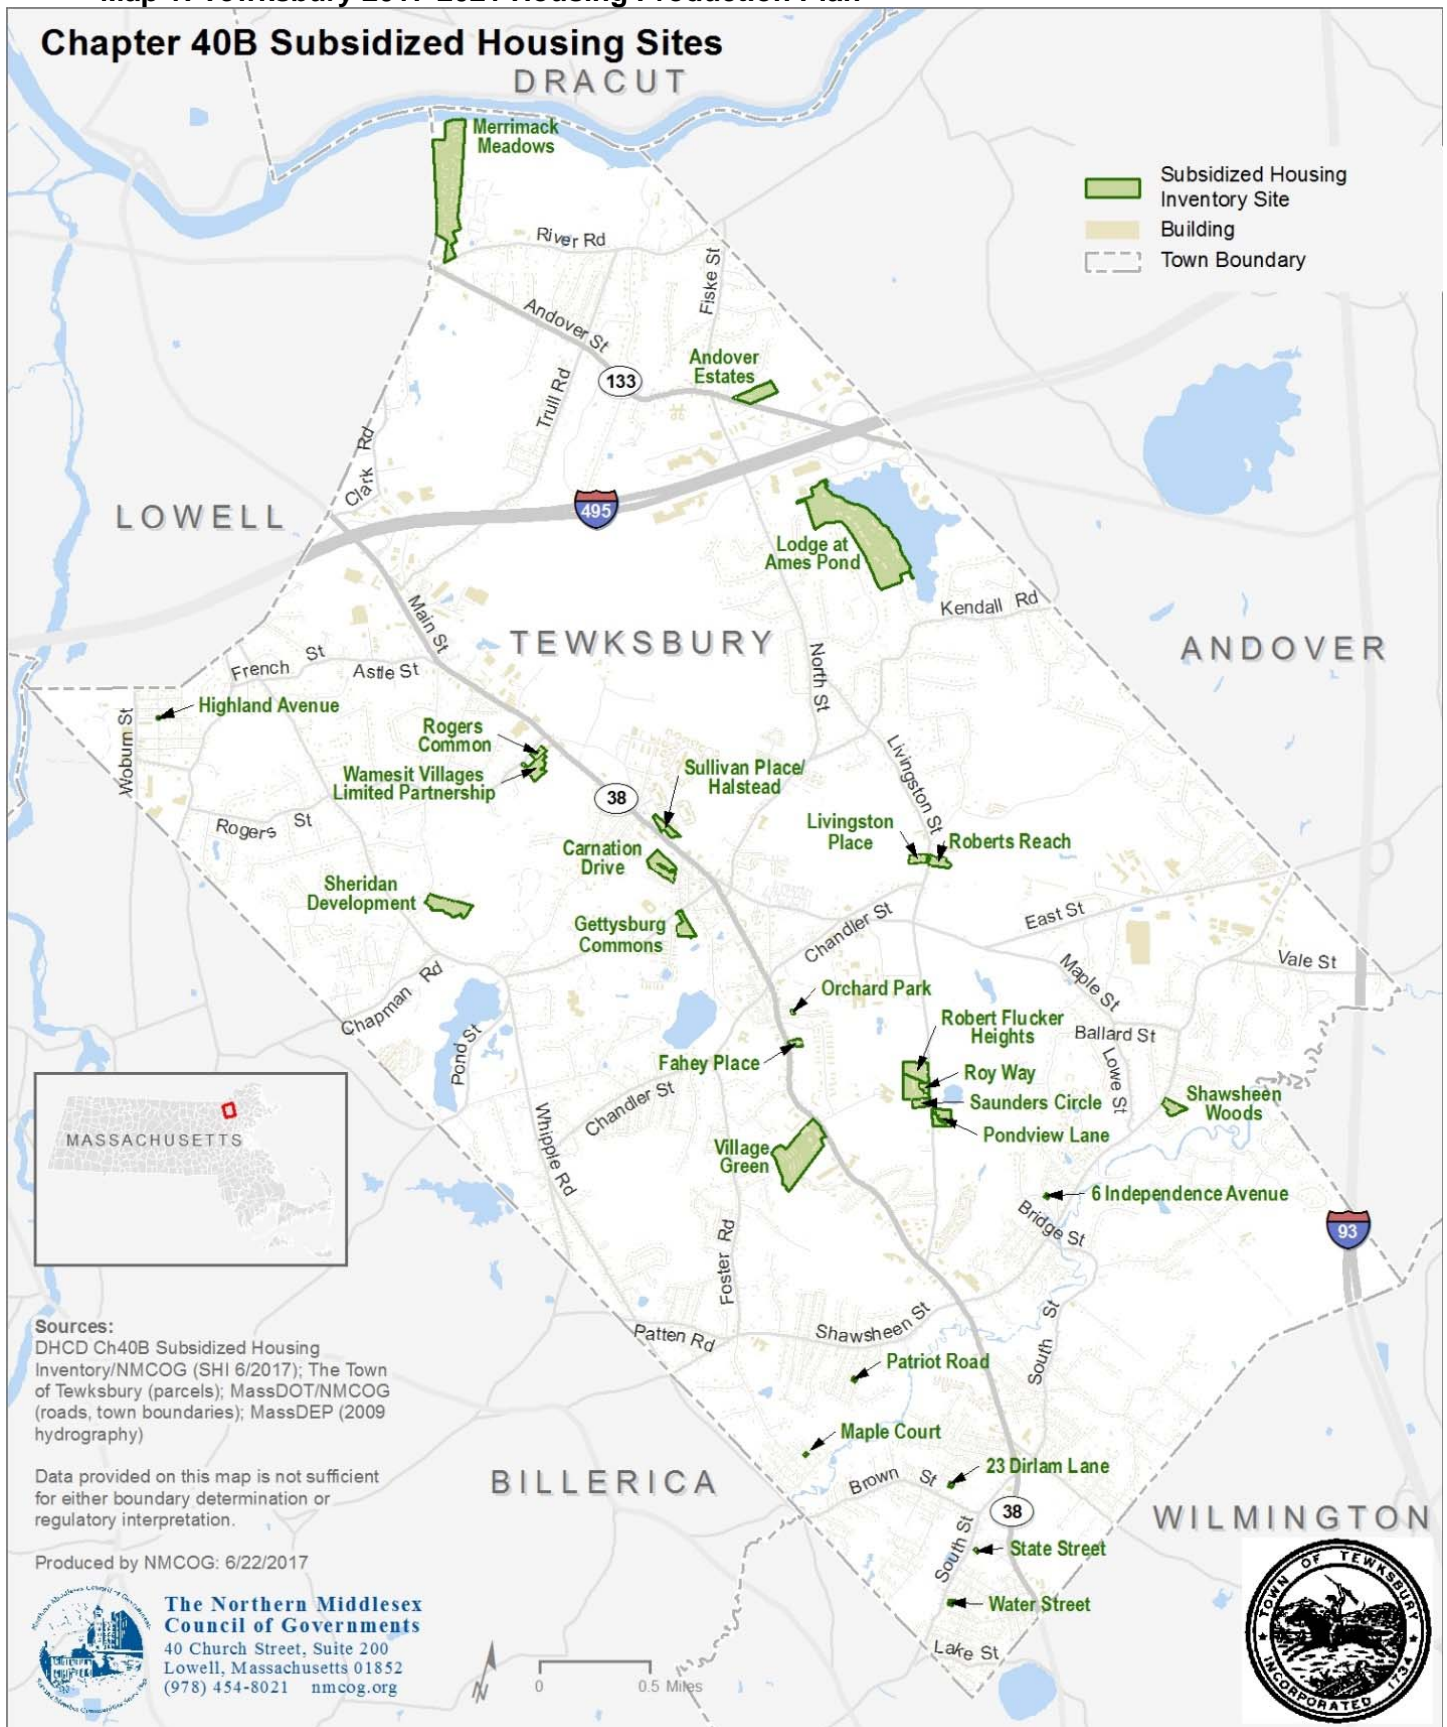 Map 1: Tewksbury 2017-2021 Housing Production Plan
Chapter 40B Subsidized Housing Sites
DRACUT
Merrimack
Meadows
Subsidized Housing
Inventory Site
Building
Town Boundary
River Rd
Fiske St
Andover St
Andover
Estates
133
Trull Rd
Clark Rd
LOWELL
495
Lodge at
Ames Pond
Kendall Rd
Main St
TEWKSBURY
ANDOVER
French St
Astle St
North St
Highland Avenue
Woburn St
Rogers
Common
Wamesit Villages
Limited Partnership
Sullivan Place/
Halstead
Livingston St
38
Rogers St
Livingston
Place
Roberts Reach
Carnation
Drive
Sheridan
Development
Gettysburg
Commons
Chandler St
East St
Vale St
Maple St
Chapman Rd
Orchard Park
Robert Flucker
Heights
Ballard St
Pond St
Fahey Place
Lowe St
Roy Way
Saunders Circle
Shawsheen
Woods
Chandler St
Pondview Lane
MASSACHUSETTS
Whipple Rd
Village
Green
6 Independence Avenue
Bridge St
93
Foster Rd
Sources:
DHCD Ch40B Subsidized Housing
Inventory/NMCOG (SHI 6/2017); The Town
of Tewksbury (parcels); MassDOT/NMCOG
(roads, town boundaries); MassDEP (2009
hydrography)
Patten Rd
Shawsheen St
South St
Patriot Road
Maple Court
Data provided on this map is not sufficient
for either boundary determination or
regulatory interpretation.
BILLERICA
Brown St
23 Dirlam Lane
38
WILMINGTON
South St
State Street
Produced by NMCOG: 6/22/2017
Water Street
The Northern Middlesex
Council of Governments
40 Church Street, Suite 200
Lowell, Massachusetts 01852
(978) 454-8021 nmcog.org
Lake St
N
0 0.5 Miles
TOWN OF TEWKSBURY
INCORPORATED 1734